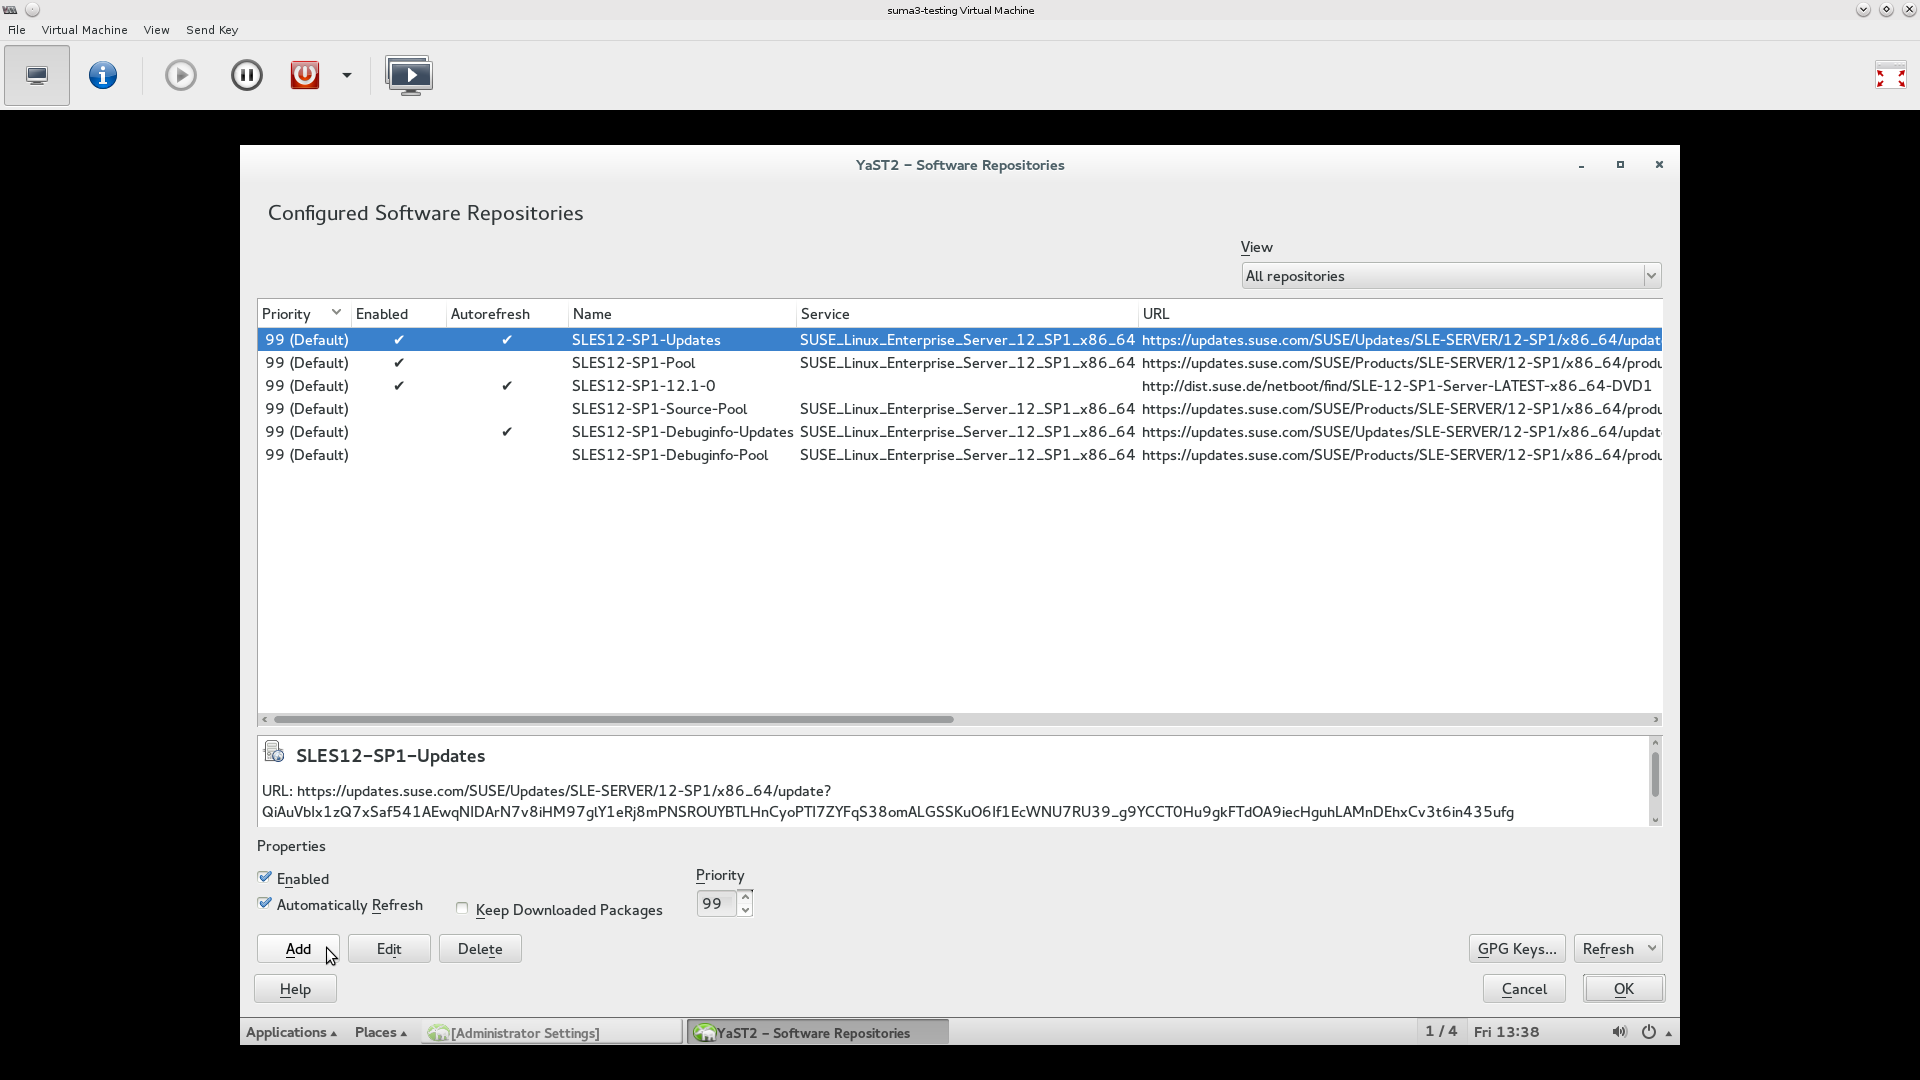 suma3-testing Virtual Machine
File Virtual Machine View Send Key
YaST2 - Software Repositories
Configured Software Repositories
View
All repositories
Priority Enabled Autorefresh Name Service URL
99 (Default) ✔ ✔ SLES12-SP1-Updates SUSE_Linux_Enterprise_Server_12_SP1_x86_64 https://updates.suse.com/SUSE/Updates/SLE-SERVER/12-SP1/x86_64/updat
99 (Default) ✔ SLES12-SP1-Pool SUSE_Linux_Enterprise_Server_12_SP1_x86_64 https://updates.suse.com/SUSE/Products/SLE-SERVER/12-SP1/x86_64/produ
99 (Default) ✔ ✔ SLES12-SP1-12.1-0 http://dist.suse.de/netboot/find/SLE-12-SP1-Server-LATEST-x86_64-DVD1
99 (Default) SLES12-SP1-Source-Pool SUSE_Linux_Enterprise_Server_12_SP1_x86_64 https://updates.suse.com/SUSE/Products/SLE-SERVER/12-SP1/x86_64/produ
99 (Default) ✔ SLES12-SP1-Debuginfo-Updates SUSE_Linux_Enterprise_Server_12_SP1_x86_64 https://updates.suse.com/SUSE/Updates/SLE-SERVER/12-SP1/x86_64/updat
99 (Default) SLES12-SP1-Debuginfo-Pool SUSE_Linux_Enterprise_Server_12_SP1_x86_64 https://updates.suse.com/SUSE/Products/SLE-SERVER/12-SP1/x86_64/produ
SLES12-SP1-Updates
URL: https://updates.suse.com/SUSE/Updates/SLE-SERVER/12-SP1/x86_64/update?
Properties
Enabled
Priority
Automatically Refresh Keep Downloaded Packages 99
Add Edit Delete GPG Keys... Refresh
Help Cancel OK
Applications Places [Administrator Settings] YaST2 - Software Repositories 1 / 4 Fri 13:38